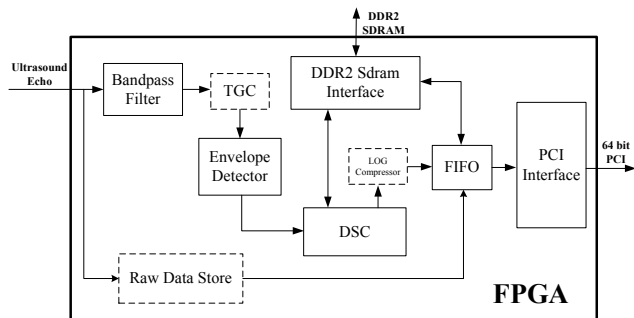 DDR2
SDRAM
Ultrasound
Echo
Bandpass
Filter
TGC
DDR2 Sdram
Interface
Envelope
Detector
LOG
Compressor
FIFO
PCI
Interface
64 bit
PCI
DSC
Raw Data Store
FPGA